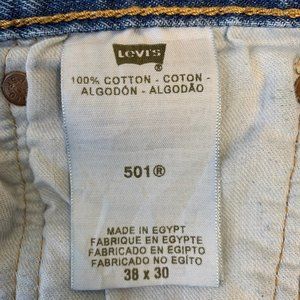 Levi's ®
100% COTTON - COTON -
ALGODÓN - ALGODÃO
501®
MADE IN EGYPT
FABRIQUE EN EGYPTE
FABRICADO EN EGIPTO
FABRICADO NO EGÍTO
38 x 30